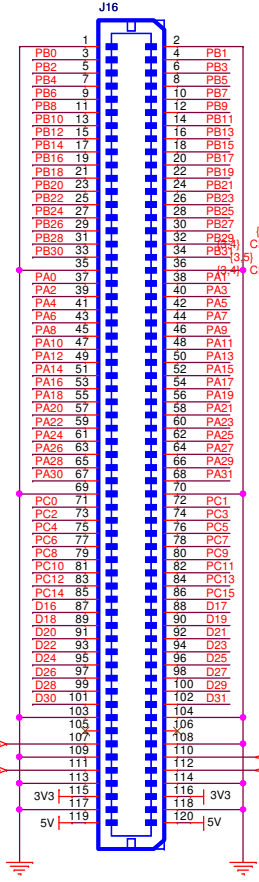 J16
1 2
PB0 3 4 PB1
PB2 5 6 PB3
PB4 7 8 PB5
PB6 9 10 PB7
PB8 11 12 PB9
PB10 13 14 PB11
PB12 15 16 PB13
PB14 17 18 PB15
PB16 19 20 PB17
PB18 21 22 PB19
PB20 23 24 PB21
PB22 25 26 PB23
PB24 27 28 PB25
PB26 29 30 PB27
PB28 31 32 PB29
PB30 33 34 PB31
35 36 {3,5}
PA0 37 38 PA1 {3,4} C
PA2 39 40 PA3
PA4 41 42 PA5
PA6 43 44 PA7
PA8 45 46 PA9
PA10 47 48 PA11
PA12 49 50 PA13
PA14 51 52 PA15
PA16 53 54 PA17
PA18 55 56 PA19
PA20 57 58 PA21
PA22 59 60 PA23
PA24 61 62 PA25
PA26 63 64 PA27
PA28 65 66 PA29
PA30 67 68 PA31
69 70
PC0 71 72 PC1
PC2 73 74 PC3
PC4 75 76 PC5
PC6 77 78 PC7
PC8 79 80 PC9
PC10 81 82 PC11
PC12 83 84 PC13
PC14 85 86 PC15
D16 87 88 D17
D18 89 90 D19
D20 91 92 D21
D22 93 94 D23
D24 95 96 D25
D26 97 98 D27
D28 99 100 D29
D30 101 102 D31
103 104
105 106
107 108
109 110
111 112
113 114
3V3 115 116 3V3
117 118
5V 119 120 5V